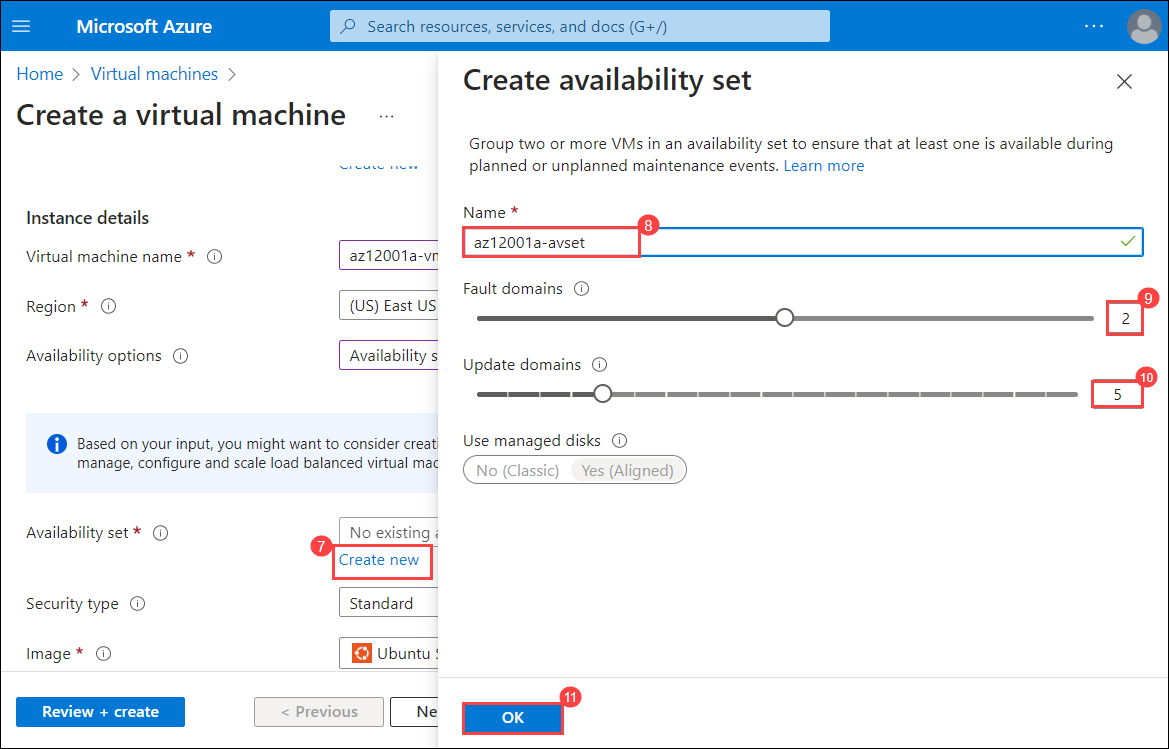 Microsoft Azure
Search resources, services, and docs (G+/)
Home > Virtual machines >
Create a virtual machine ...
Create new
Instance details
Virtual machine name *
az12001a-vm
Region *
(US) East US
Availability options
Availability s
Based on your input, you might want to consider creati
manage, configure and scale load balanced virtual mac
Availability set *
No existing a
7
Create new
Security type
Standard
Image *
Ubuntu S
Review + create
< Previous
Ne
Create availability set
Group two or more VMs in an availability set to ensure that at least one is available during
planned or unplanned maintenance events. Learn more
Name *
8
az12001a-avset
Fault domains
9
2
Update domains
10
5
Use managed disks
No (Classic) Yes (Aligned)
11
OK